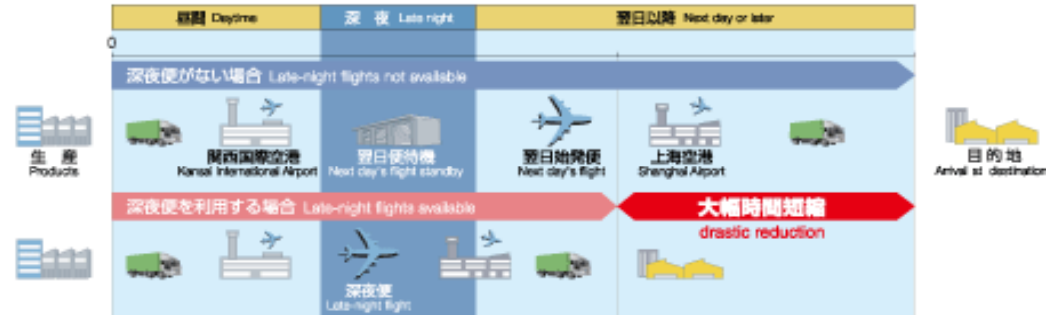 昼間 Daytime
深 夜 Late night
翌日以降 Next day or later
0
深夜便がない場合 Late-night flights not available
生 産
Products
関西国際空港
Kansai International Airport
翌日便待機
Next day's flight standby
翌日始発便
Next day's flight
上海空港
Shanghai Airport
目的地
Arrival at destination
深夜便を利用する場合 Late-night flights available
大幅時間短縮
drastic reduction
深夜便
Late-night flight